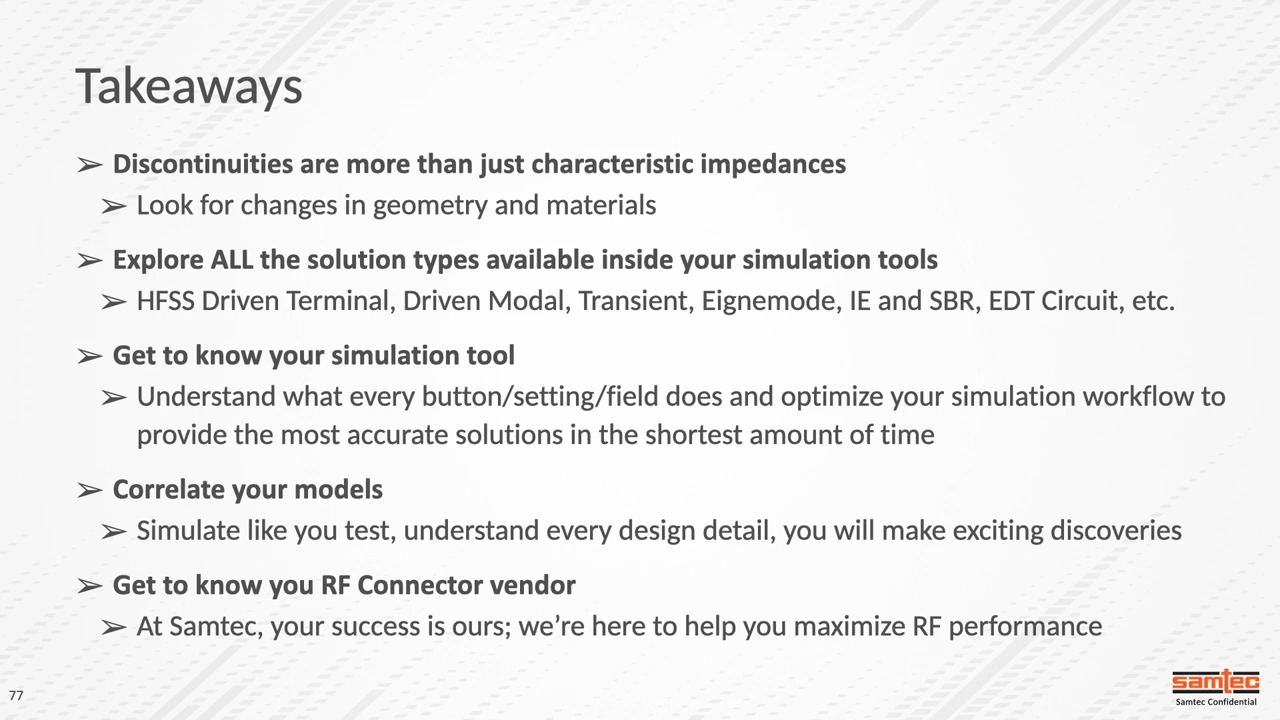 Takeaways
➢ Discontinuities are more than just characteristic impedances
➢ Look for changes in geometry and materials
➢ Explore ALL the solution types available inside your simulation tools
➢ HFSS Driven Terminal, Driven Modal, Transient, Eignemode, IE and SBR, EDT Circuit, etc.
➢ Get to know your simulation tool
➢ Understand what every button/setting/field does and optimize your simulation workflow to
provide the most accurate solutions in the shortest amount of time
➢ Correlate your models
➢ Simulate like you test, understand every design detail, you will make exciting discoveries
➢ Get to know you RF Connector vendor
➢ At Samtec, your success is ours; we’re here to help you maximize RF performance
77
samtec
Samtec Confidential